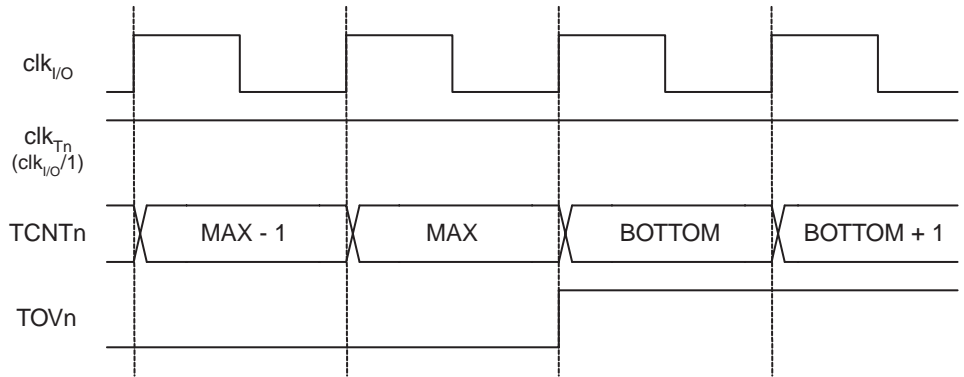 clkI/O
clkTn
(clkI/O/1)
TCNTn MAX - 1 MAX BOTTOM BOTTOM + 1
TOVn